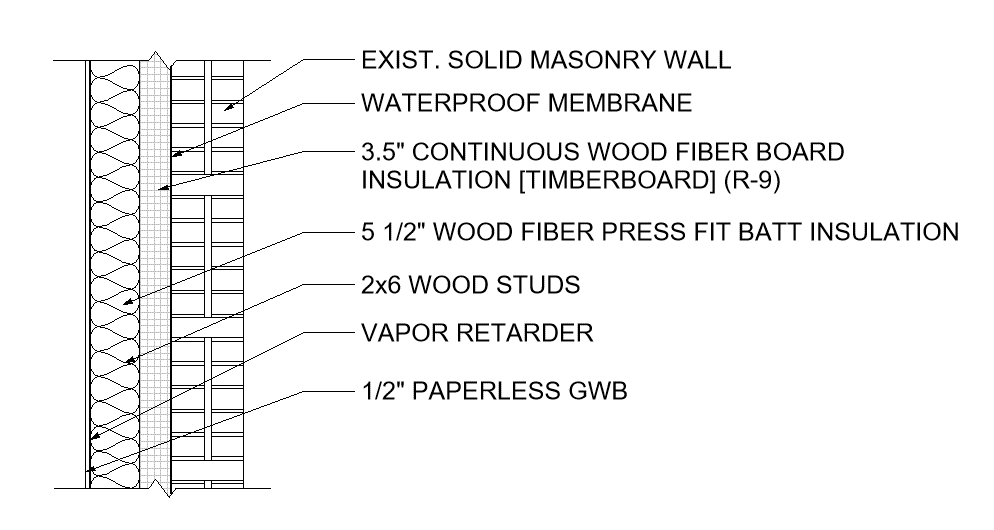 EXIST. SOLID MASONRY WALL
WATERPROOF MEMBRANE
3.5" CONTINUOUS WOOD FIBER BOARD
INSULATION [TIMBERBOARD] (R-9)
5 1/2" WOOD FIBER PRESS FIT BATT INSULATION
2x6 WOOD STUDS
VAPOR RETARDER
1/2" PAPERLESS GWB